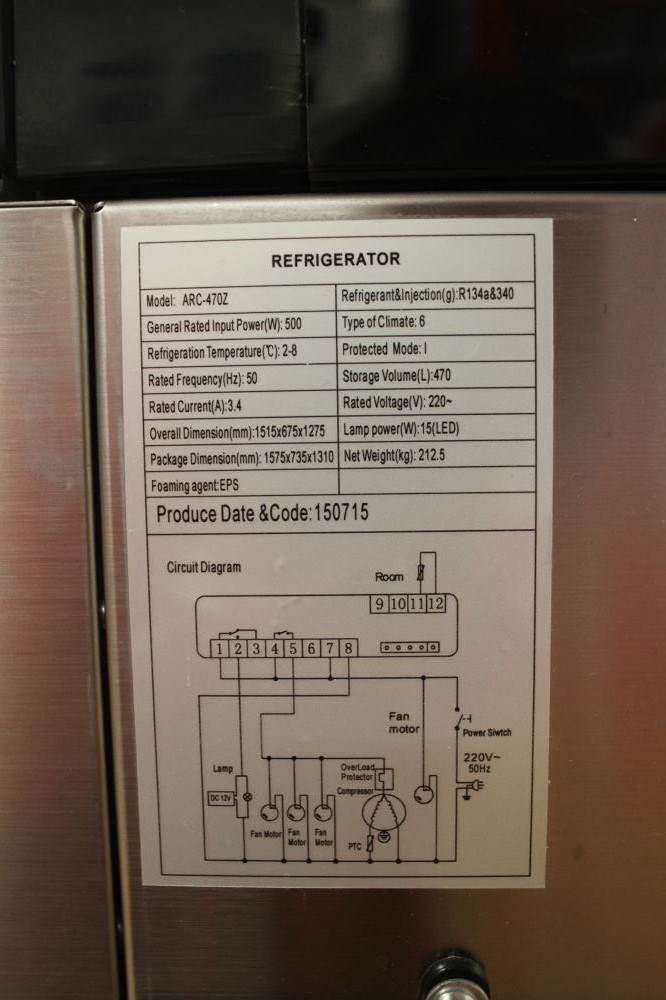 REFRIGERATOR
Model: ARC-470Z
Refrigerant&Injection(g):R134a&340
General Rated Input Power(W): 500
Type of Climate: 6
Refrigeration Temperature(℃): 2-8
Protected Mode: I
Rated Frequency(Hz): 50
Storage Volume(L):470
Rated Current(A):3.4
Rated Voltage(V): 220~
Overall Dimension(mm):1515x675x1275
Lamp power(W):15(LED)
Package Dimension(mm):1575x735x1310
Net Weight(kg): 212.5
Foaming agent:EPS
Produce Date &Code:150715
Circuit Diagram
Room
9 10 11 12
1 2 3 4 5 6 7 8
Fan
motor
Power Siwtch
220V~
50Hz
Lamp
OverLoad
Protector
Compressor
DC 12V
Fan Motor
Fan
Motor
Fan
Motor
PTC